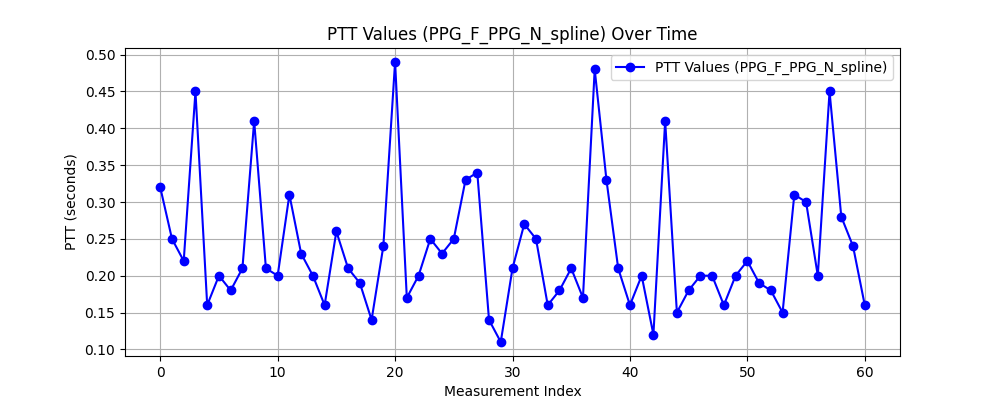 PTT Values (PPG_F_PPG_N_spline) Over Time
PTT Values (PPG_F_PPG_N_spline)
0.50
0.45
0.40
0.35
0.30
0.25
0.20
0.15
0.10
PTT (seconds)
0 10 20 30 40 50 60
Measurement Index